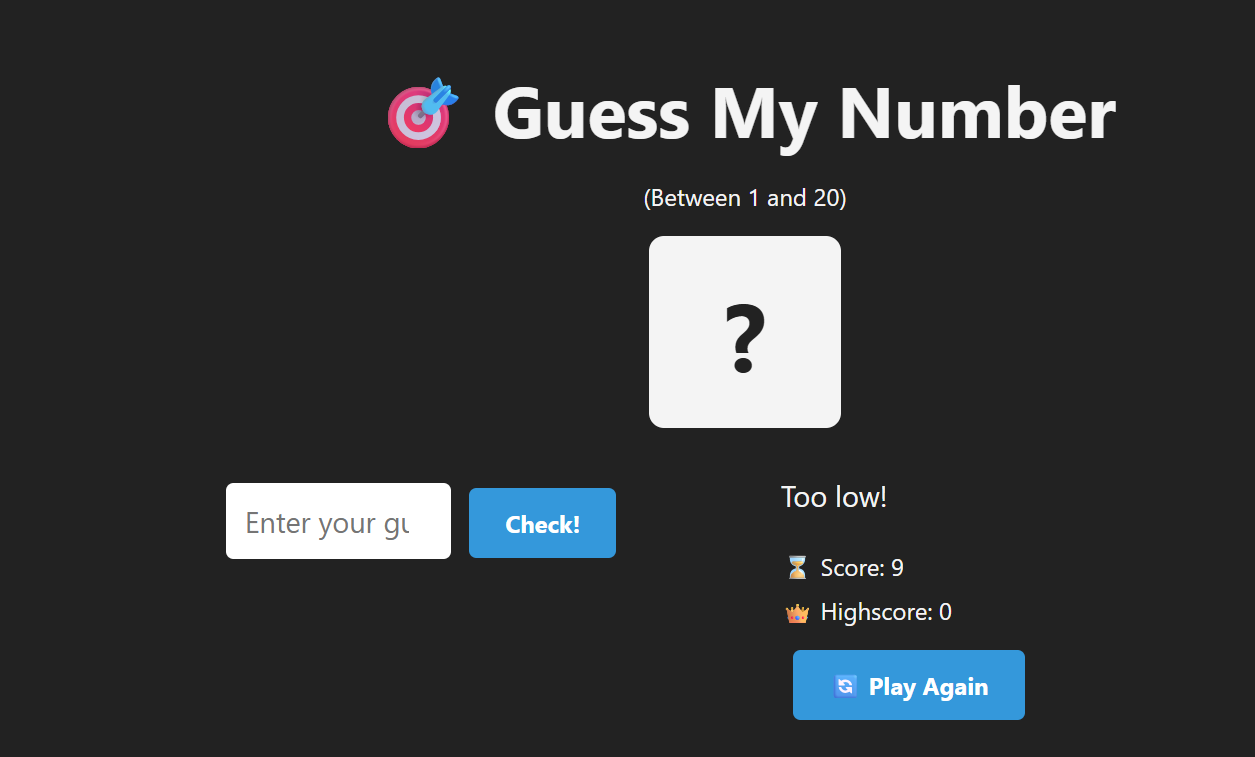 🎯 Guess My Number
(Between 1 and 20)
?
Enter your gu
Check!
Too low!
⏳ Score: 9
👑 Highscore: 0
🔄 Play Again